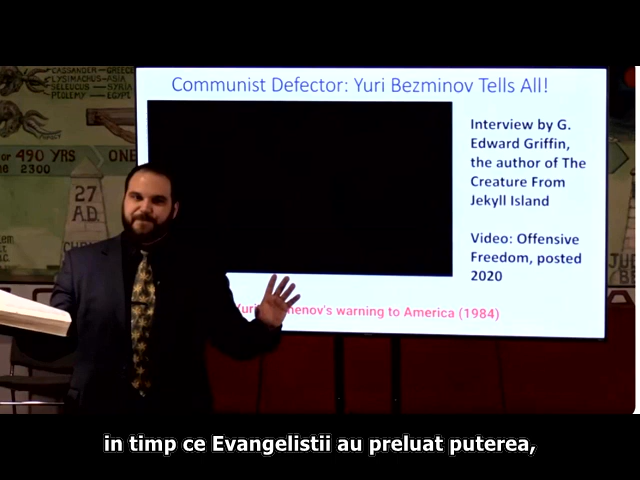 CASSANDER - GREECE
LYSIMACHUS - ASIA
SELEUCUS - SYRIA
PTOLEMY - EGYPT
or 490 YRS
ONE
2300
27
A.D.
Communist Defector: Yuri Bezminov Tells All!
Interview by G.
Edward Griffin,
the author of The
Creature From
Jekyll Island
Video: Offensive
Freedom, posted
2020
warning to America (1984)
in timp ce Evangelistii au preluat puterea,